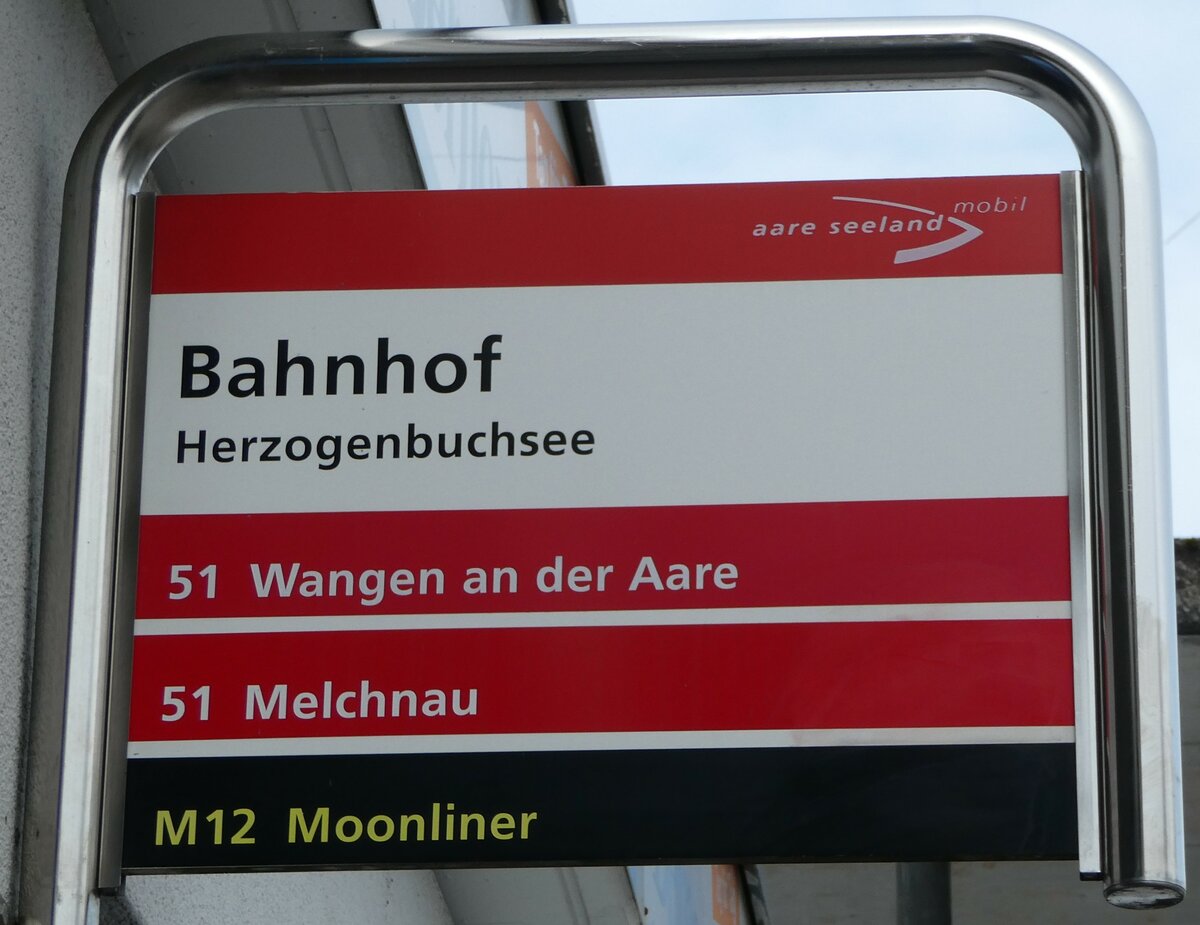 mobil
aare seeland
Bahnhof
Herzogenbuchsee
51 Wangen an der Aare
51 Melchnau
M12 Moonliner